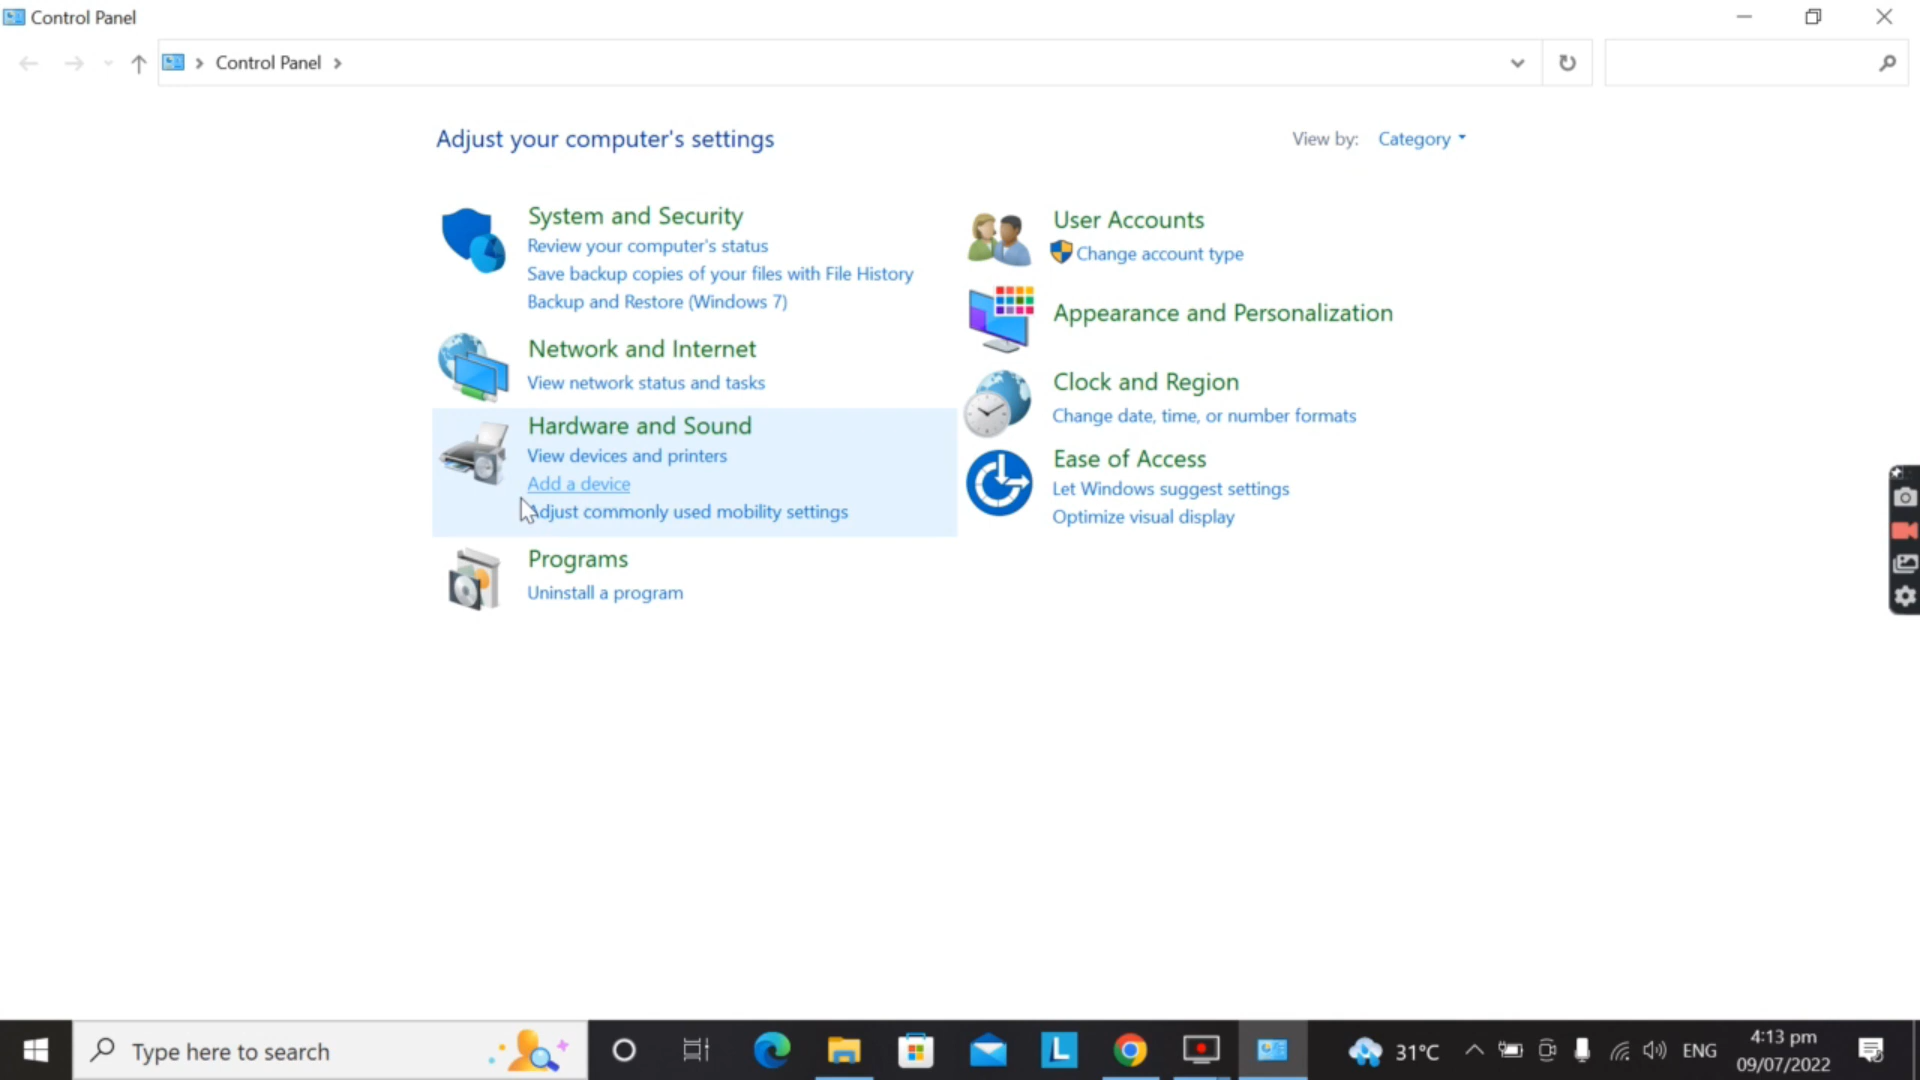 Control Panel
Control Panel
Adjust your computer's settings
View by: Category
System and Security
Review your computer's status
Save backup copies of your files with File History
Backup and Restore (Windows 7)
Network and Internet
View network status and tasks
Hardware and Sound
View devices and printers
Add a device
Adjust commonly used mobility settings
Programs
Uninstall a program
User Accounts
Change account type
Appearance and Personalization
Clock and Region
Change date, time, or number formats
Ease of Access
Let Windows suggest settings
Optimize visual display
Type here to search
L
31°C
ENG
4:13 pm
09/07/2022